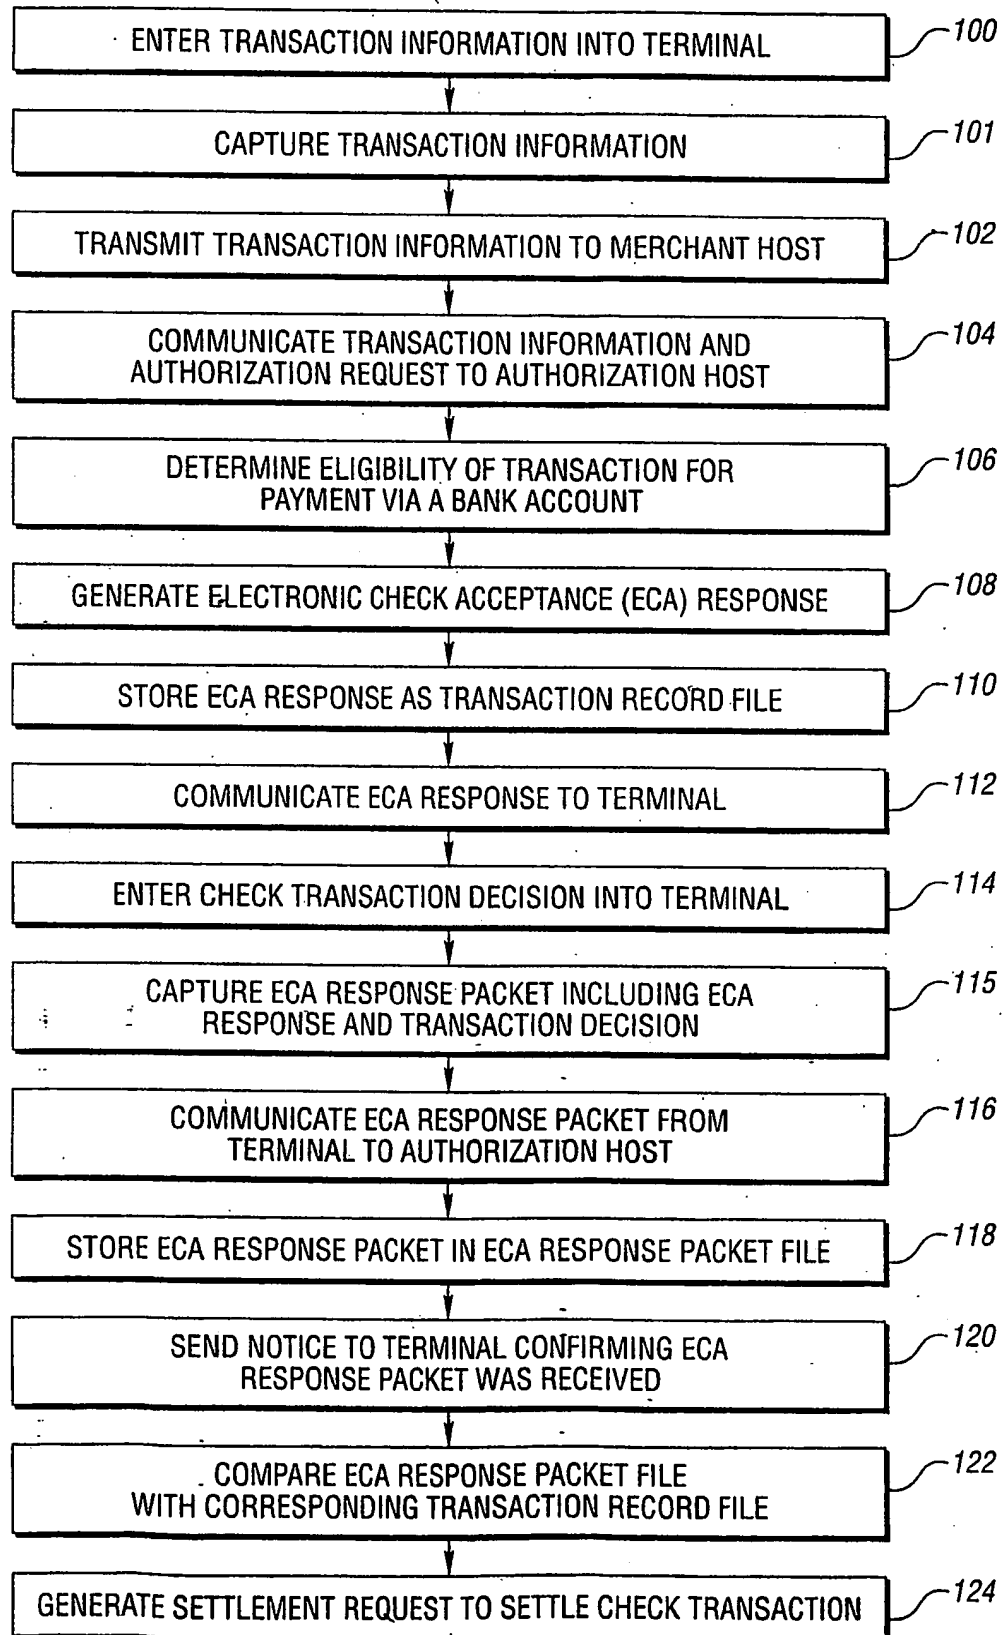 ENTER TRANSACTION INFORMATION INTO TERMINAL
100
CAPTURE TRANSACTION INFORMATION
101
TRANSMIT TRANSACTION INFORMATION TO MERCHANT HOST
102
COMMUNICATE TRANSACTION INFORMATION AND
AUTHORIZATION REQUEST TO AUTHORIZATION HOST
104
DETERMINE ELIGIBILITY OF TRANSACTION FOR
PAYMENT VIA A BANK ACCOUNT
106
GENERATE ELECTRONIC CHECK ACCEPTANCE (ECA) RESPONSE
108
STORE ECA RESPONSE AS TRANSACTION RECORD FILE
110
COMMUNICATE ECA RESPONSE TO TERMINAL
112
ENTER CHECK TRANSACTION DECISION INTO TERMINAL
114
CAPTURE ECA RESPONSE PACKET INCLUDING ECA
RESPONSE AND TRANSACTION DECISION
115
COMMUNICATE ECA RESPONSE PACKET FROM
TERMINAL TO AUTHORIZATION HOST
116
STORE ECA RESPONSE PACKET IN ECA RESPONSE PACKET FILE
118
SEND NOTICE TO TERMINAL CONFIRMING ECA
RESPONSE PACKET WAS RECEIVED
120
COMPARE ECA RESPONSE PACKET FILE
WITH CORRESPONDING TRANSACTION RECORD FILE
122
GENERATE SETTLEMENT REQUEST TO SETTLE CHECK TRANSACTION
124